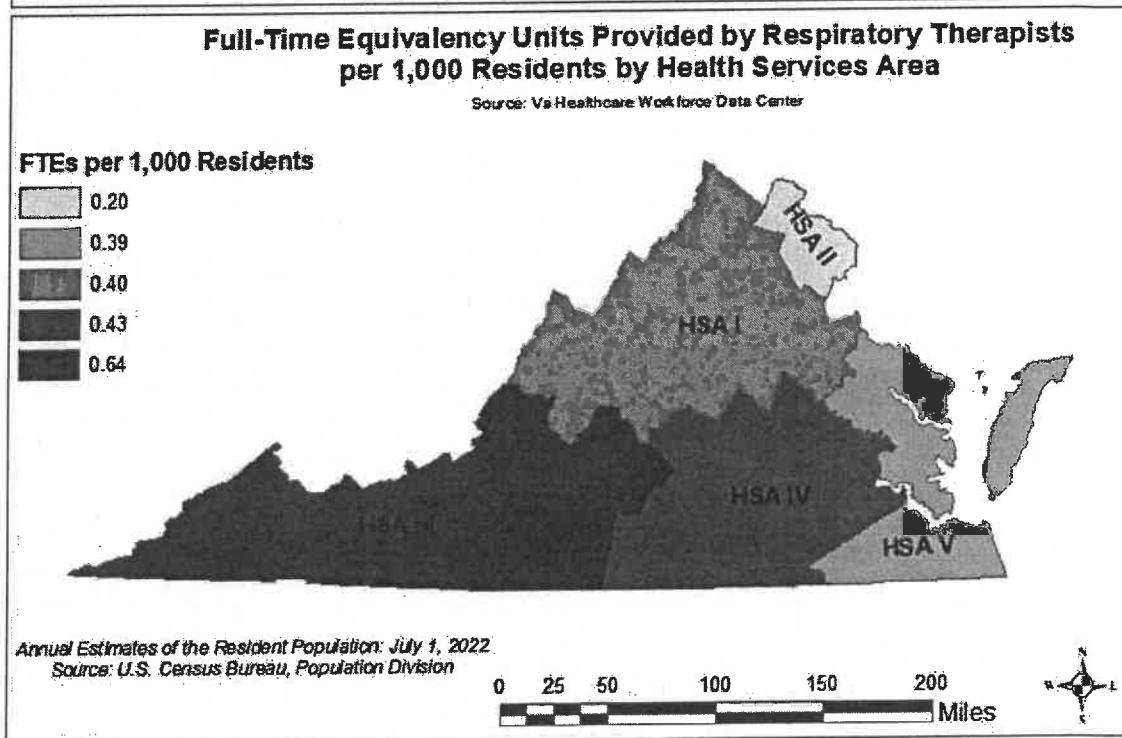 Full-Time Equivalency Units Provided by Respiratory Therapists
per 1,000 Residents by Health Services Area
Source: Va Healthcare Workforce Data Center
FTEs per 1,000 Residents
0.20
0.39
0.40
0.43
0.64
HSA II
HSA I
HSA III
HSA IV
HSA V
Annual Estimates of the Resident Population: July 1, 2022
Source: U.S. Census Bureau, Population Division
0 25 50 100 150 200
Miles
N
W E
S